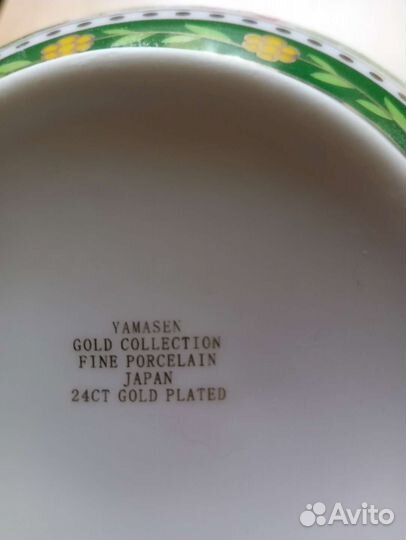 YAMASEN
GOLD COLLECTION
FINE PORCELAIN
JAPAN
24CT GOLD PLATED
Avito